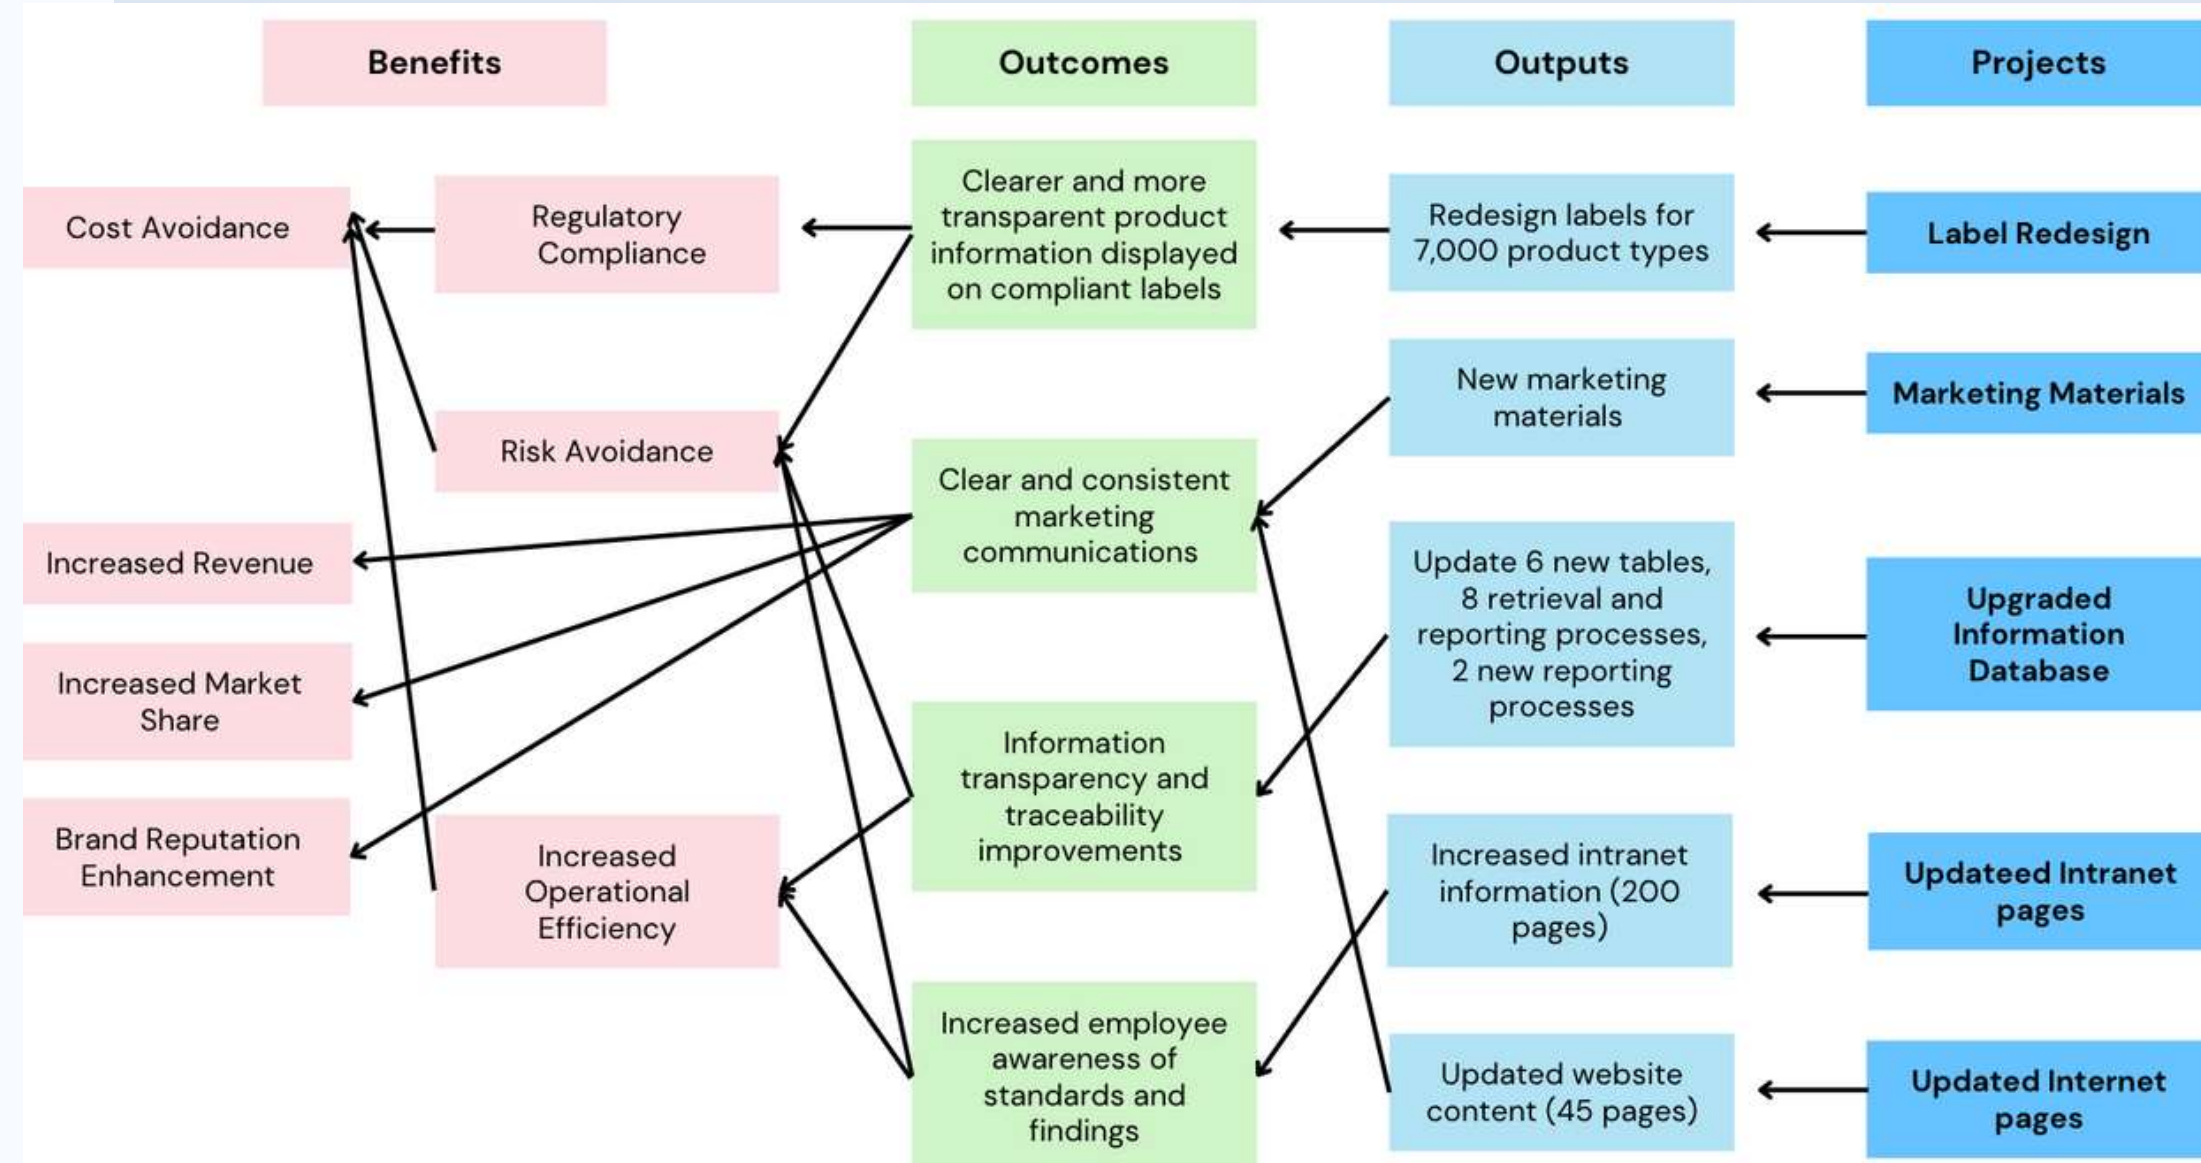 Benefits
Outcomes
Outputs
Projects
Cost Avoidance
Regulatory
Compliance
Clearer and more
transparent product
information displayed
on compliant labels
Redesign labels for
7,000 product types
Label Redesign
Risk Avoidance
New marketing
materials
Marketing Materials
Clear and consistent
marketing
communications
Increased Revenue
Update 6 new tables,
8 retrieval and
reporting processes,
2 new reporting
processes
Upgraded
Information
Database
Increased Market
Share
Information
transparency and
traceability
improvements
Brand Reputation
Enhancement
Increased
Operational
Efficiency
Increased intranet
information (200
pages)
Updateed Intranet
pages
Increased employee
awareness of
standards and
findings
Updated website
content (45 pages)
Updated Internet
pages